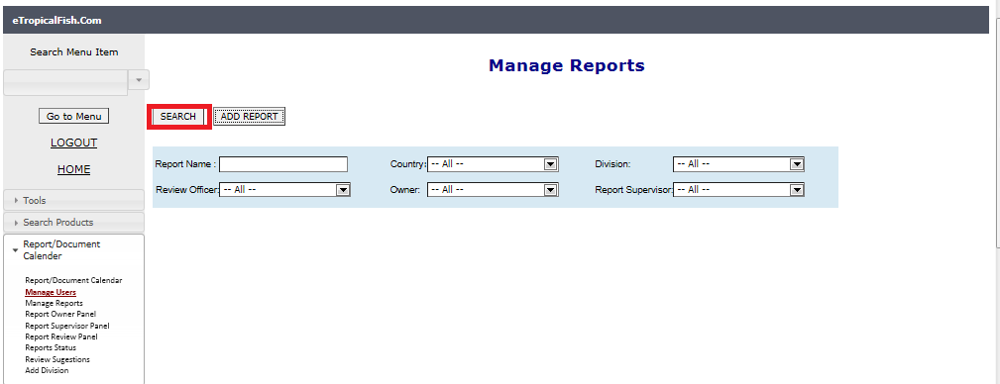 eTropicalFish.Com
Search Menu Item
Go to Menu
LOGOUT
HOME
Tools
Search Products
Report/Document
Calender
Report/Document Calendar
Manage Users
Manage Reports
Report Owner Panel
Report Supervisor Panel
Report Review Panel
Reports Status
Review Sugestions
Add Division
Manage Reports
SEARCH ADD REPORT
Report Name : Country: -- All -- Division: -- All --
Review Officer: -- All -- Owner: -- All -- Report Supervisor: -- All --